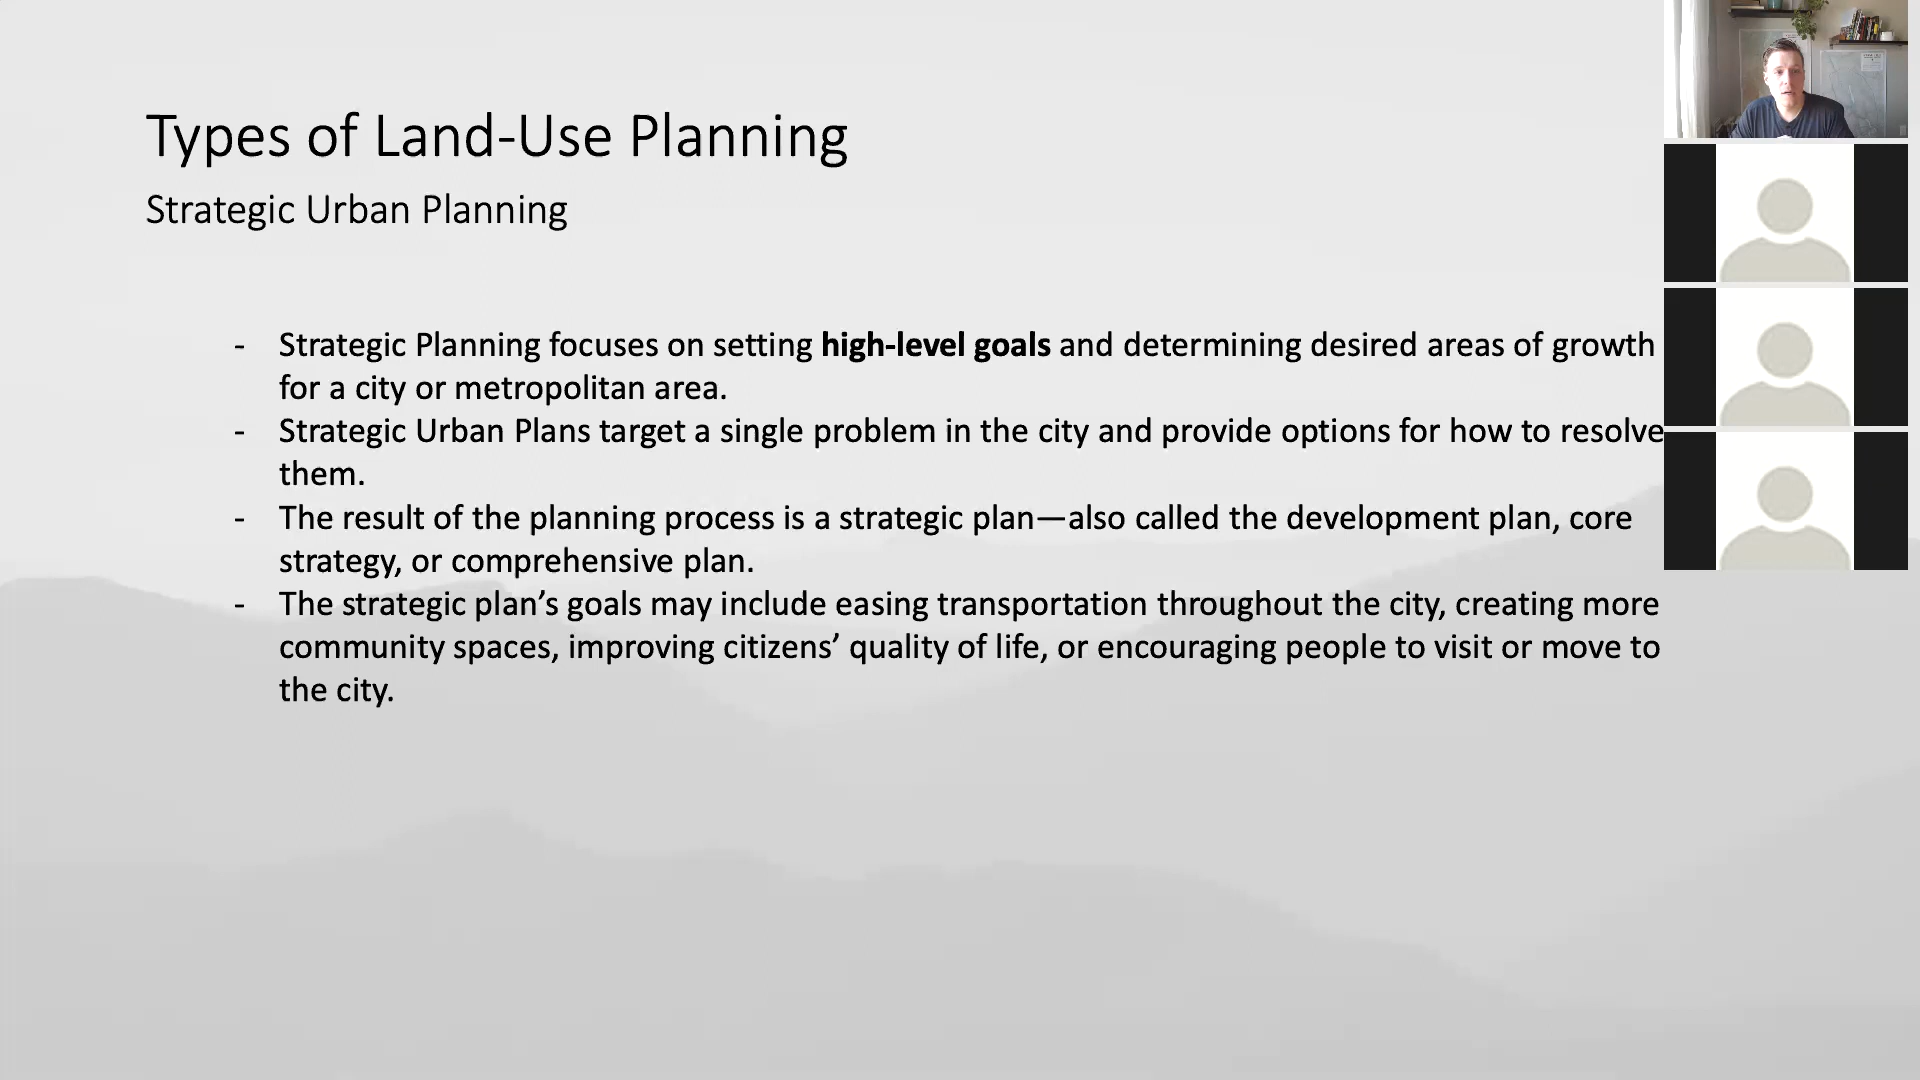 Types of Land-Use Planning
Strategic Urban Planning
- Strategic Planning focuses on setting high-level goals and determining desired areas of growth
for a city or metropolitan area.
- Strategic Urban Plans target a single problem in the city and provide options for how to resolve
them.
- The result of the planning process is a strategic plan—also called the development plan, core
strategy, or comprehensive plan.
- The strategic plan’s goals may include easing transportation throughout the city, creating more
community spaces, improving citizens’ quality of life, or encouraging people to visit or move to
the city.